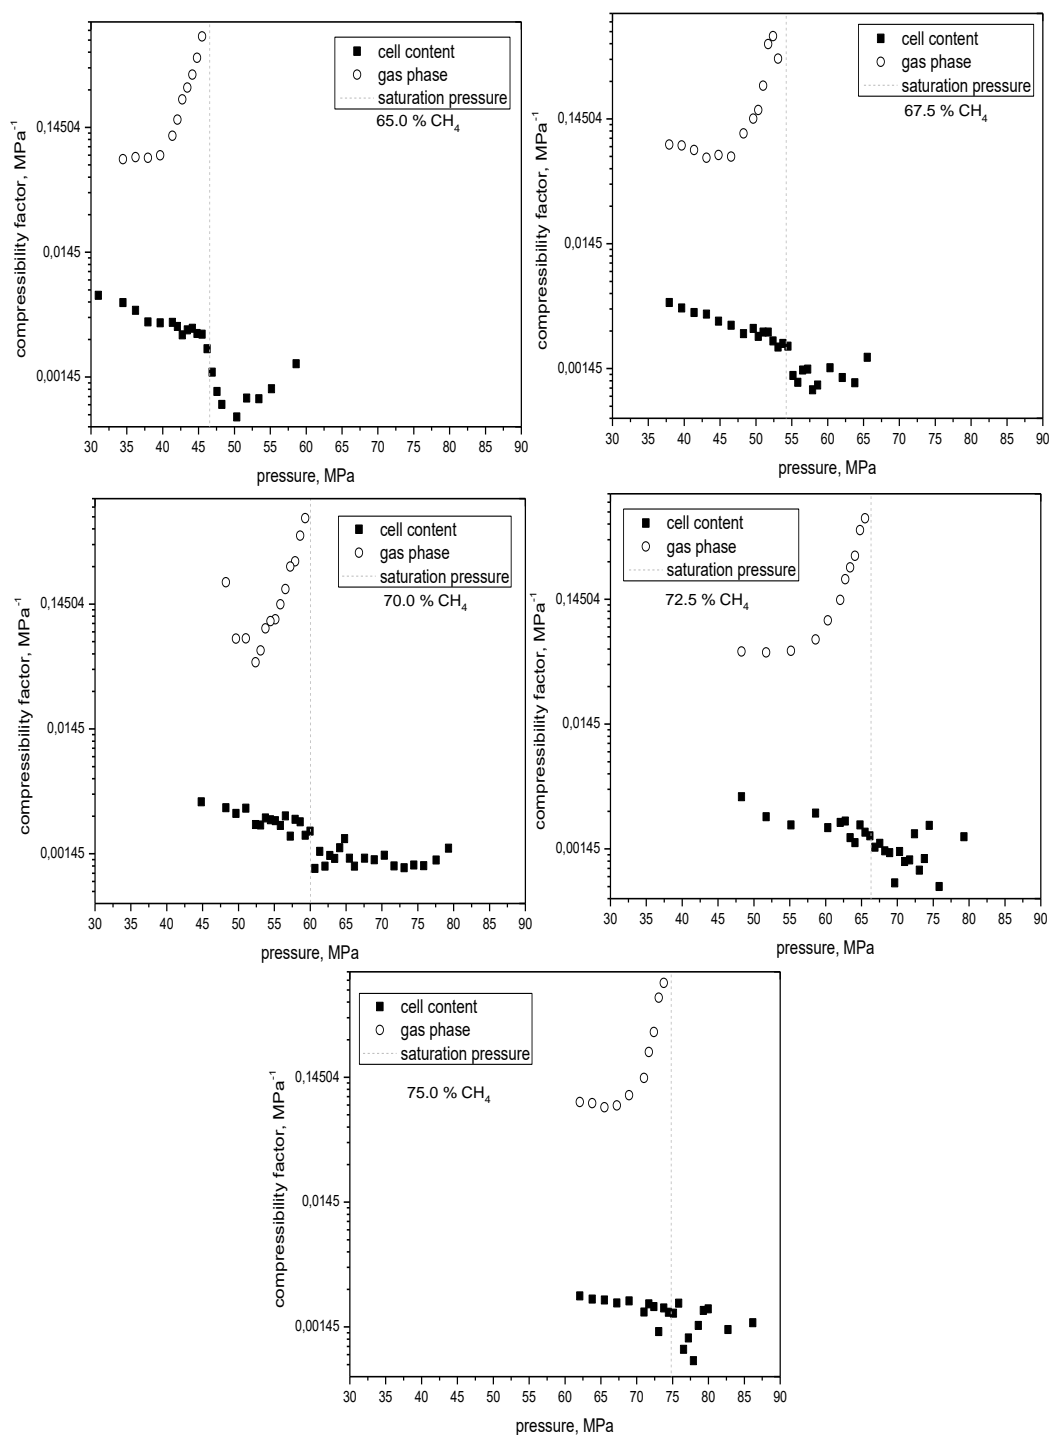 cell content
gas phase
saturation pressure
65.0 % CH4
0,14504
0,0145
0,00145
30 35 40 45 50 55 60 65 70 75 80 85 90
pressure, MPa
compressibility factor, MPa-1
cell content
gas phase
saturation pressure
67.5 % CH4
0,14504
0,0145
0,00145
30 35 40 45 50 55 60 65 70 75 80 85 90
pressure, MPa
compressibility factor, MPa-1
cell content
gas phase
saturation pressure
70.0 % CH4
0,14504
0,0145
0,00145
30 35 40 45 50 55 60 65 70 75 80 85 90
pressure, MPa
compressibility factor, MPa-1
cell content
gas phase
saturation pressure
72.5 % CH4
0,14504
0,0145
0,00145
30 35 40 45 50 55 60 65 70 75 80 85 90
pressure, MPa
compressibility factor, MPa-1
cell content
gas phase
saturation pressure
75.0 % CH4
0,14504
0,0145
0,00145
30 35 40 45 50 55 60 65 70 75 80 85 90
pressure, MPa
compressibility factor, MPa-1